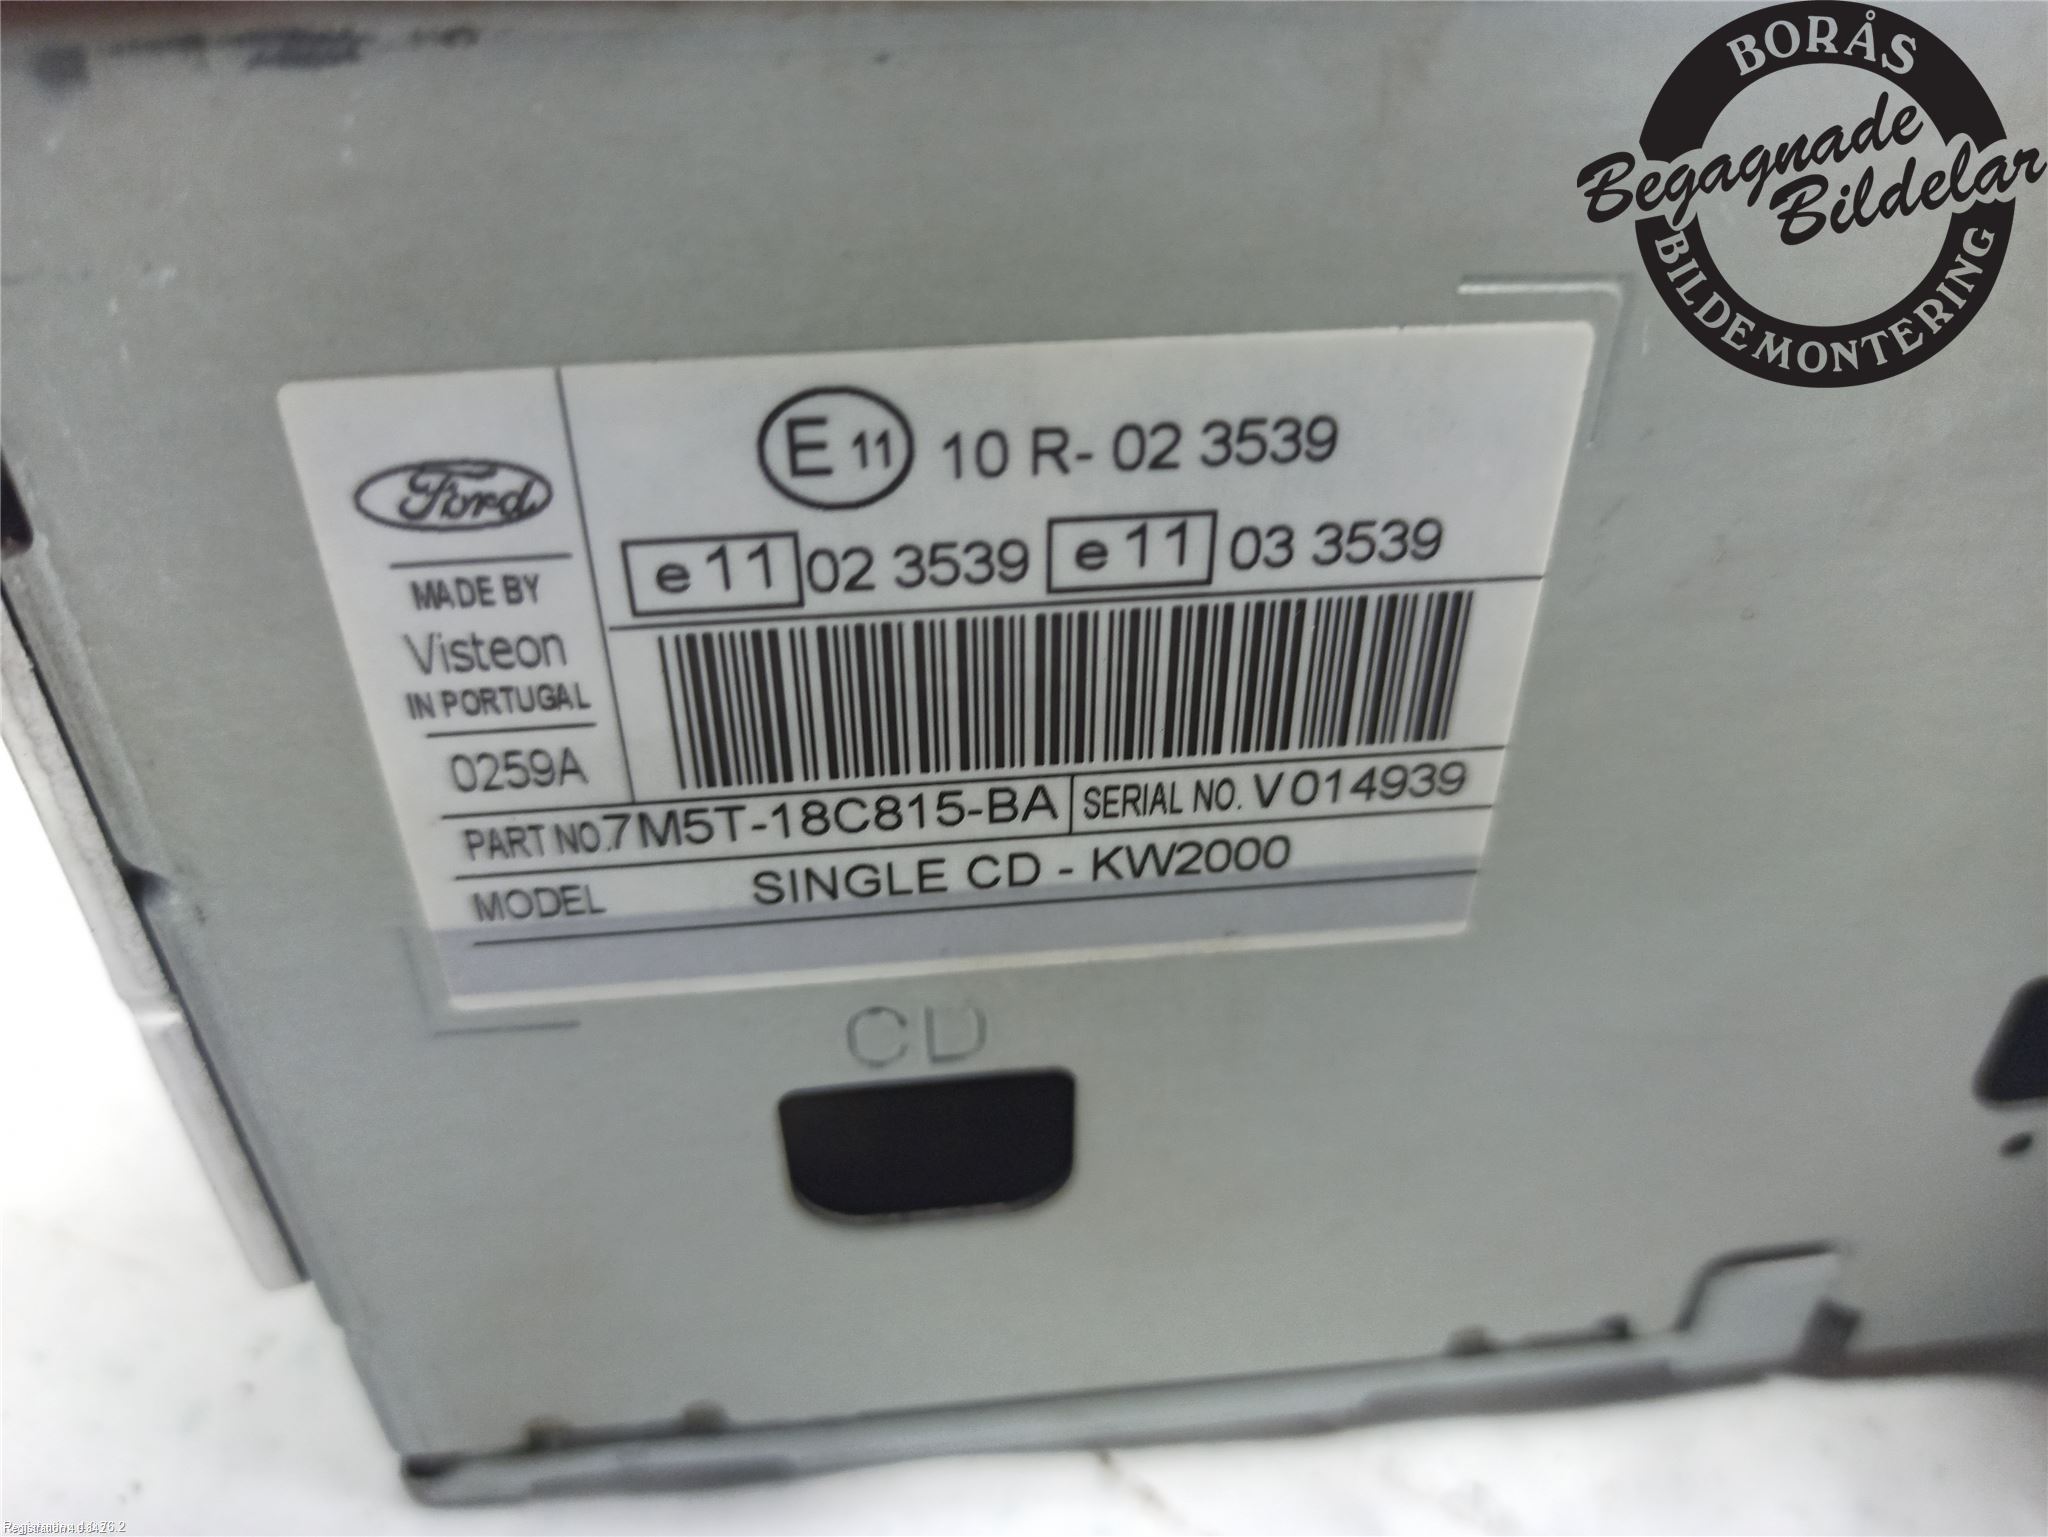 BORÅS
Begagnade
Bildelar
BILDEMONTERING
E 11 10 R- 02 3539
Ford
e 11 02 3539 e 11 03 3539
MADE BY
Visteon
IN PORTUGAL
0259A
PART NO. 7M5T-18C815-BA SERIAL NO. V014939
MODEL SINGLE CD - KW2000
CD